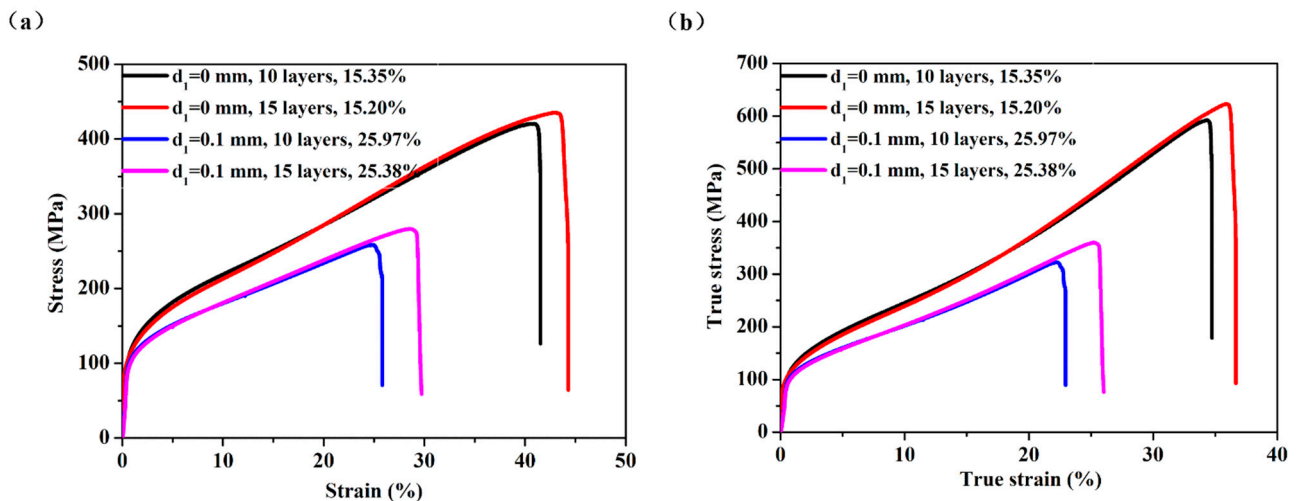 (a)
500
400
300
200
100
0
Stress (MPa)
d1=0 mm, 10 layers, 15.35%
d1=0 mm, 15 layers, 15.20%
d1=0.1 mm, 10 layers, 25.97%
d1=0.1 mm, 15 layers, 25.38%
0 10 20 30 40 50
Strain (%)
(b)
700
600
500
400
300
200
100
0
True stress (MPa)
d1=0 mm, 10 layers, 15.35%
d1=0 mm, 15 layers, 15.20%
d1=0.1 mm, 10 layers, 25.97%
d1=0.1 mm, 15 layers, 25.38%
0 10 20 30 40
True strain (%)